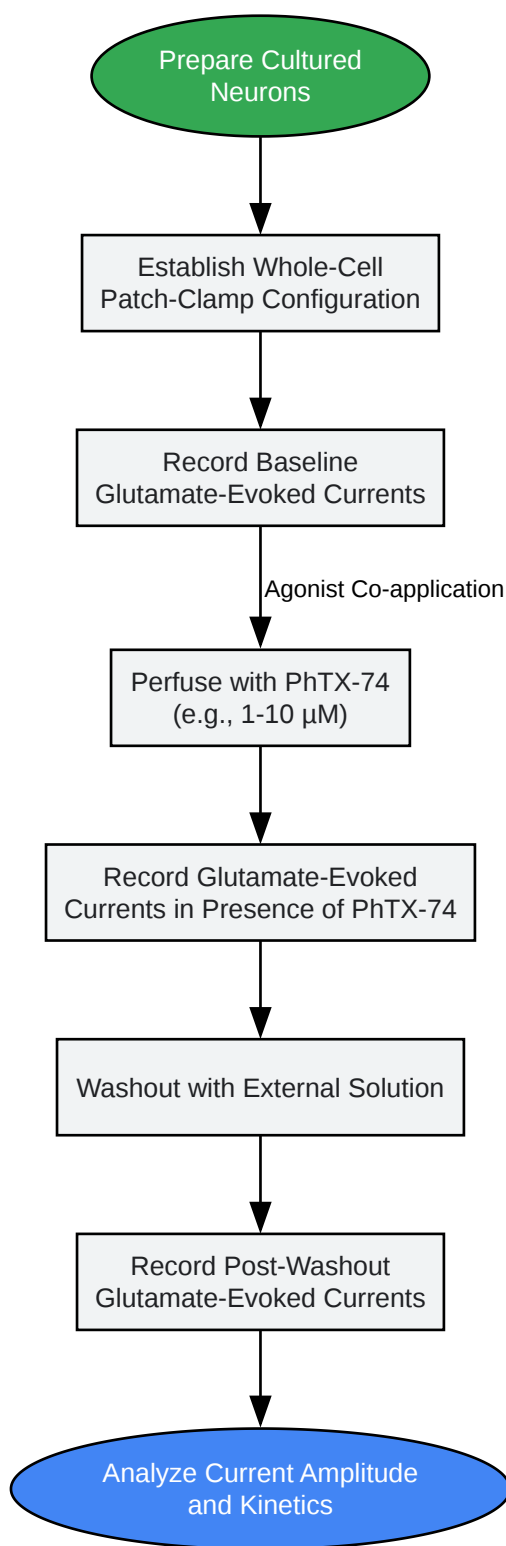 Prepare Cultured
Neurons
Establish Whole-Cell
Patch-Clamp Configuration
Record Baseline
Glutamate-Evoked Currents
Agonist Co-application
Perfuse with PhTX-74
(e.g., 1-10 µM)
Record Glutamate-Evoked
Currents in Presence of PhTX-74
Washout with External Solution
Record Post-Washout
Glutamate-Evoked Currents
Analyze Current Amplitude
and Kinetics